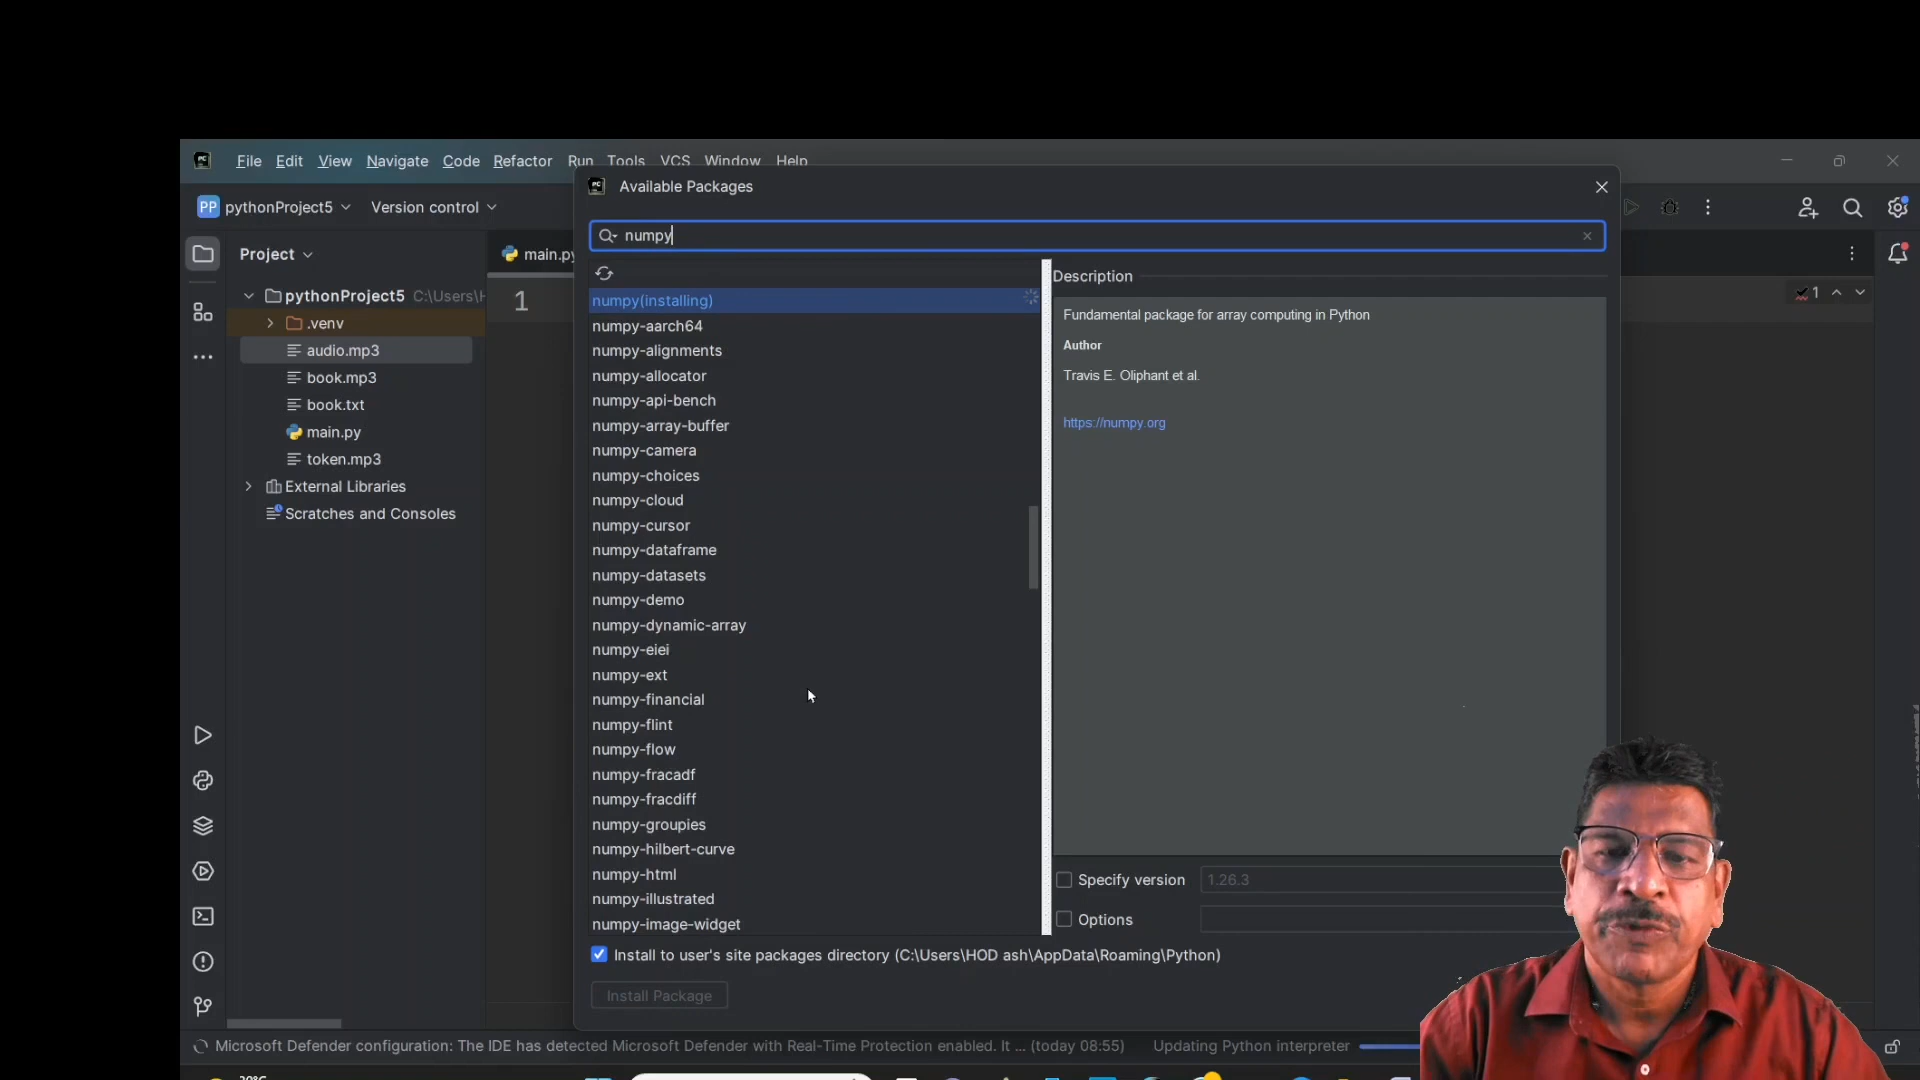 File Edit View Navigate Code Refactor Run Tools VCS Window Help
Available Packages
PP pythonProject5 Version control
numpy
Project
main.py
Description
pythonProject5 C:\Users\H
1
1
.venv
audio.mp3
book.mp3
book.txt
main.py
token.mp3
External Libraries
Scratches and Consoles
numpy(installing)
numpy-aarch64
numpy-alignments
numpy-allocator
numpy-api-bench
numpy-array-buffer
numpy-camera
numpy-choices
numpy-cloud
numpy-cursor
numpy-dataframe
numpy-datasets
numpy-demo
numpy-dynamic-array
numpy-eiei
numpy-ext
numpy-financial
numpy-flint
numpy-flow
numpy-fracadf
numpy-fracdiff
numpy-groupies
numpy-hilbert-curve
numpy-html
numpy-illustrated
numpy-image-widget
Fundamental package for array computing in Python
Author
Travis E. Oliphant et al.
https://numpy.org
Specify version 1.26.3
Options
Install to user's site packages directory (C:\Users\HOD ash\AppData\Roaming\Python)
Install Package
Microsoft Defender configuration: The IDE has detected Microsoft Defender with Real-Time Protection enabled. It ... (today 08:55) Updating Python interpreter